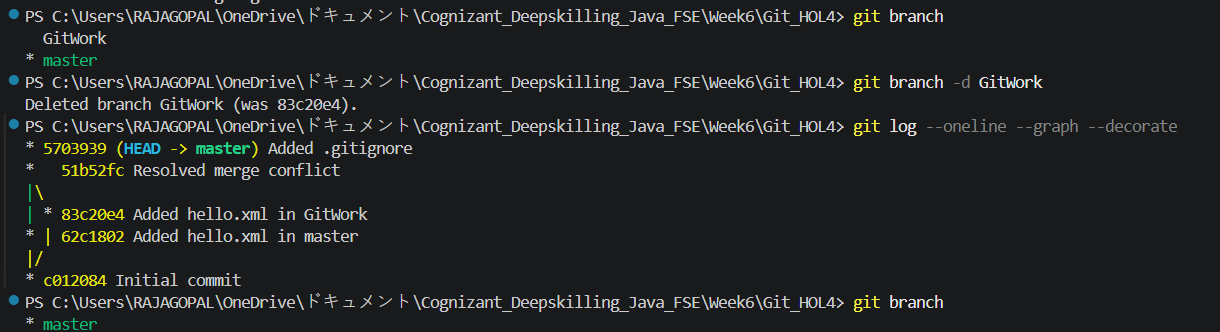 PS C:\Users\RAJAGOPAL\OneDrive\ドキュメント\Cognizant_Deepskilling_Java_FSE\Week6\Git_HOL4> git branch
  GitWork
* master
PS C:\Users\RAJAGOPAL\OneDrive\ドキュメント\Cognizant_Deepskilling_Java_FSE\Week6\Git_HOL4> git branch -d GitWork
Deleted branch GitWork (was 83c20e4).
PS C:\Users\RAJAGOPAL\OneDrive\ドキュメント\Cognizant_Deepskilling_Java_FSE\Week6\Git_HOL4> git log --oneline --graph --decorate
* 5703939 (HEAD -> master) Added .gitignore
*   51b52fc Resolved merge conflict
|\
| * 83c20e4 Added hello.xml in GitWork
* | 62c1802 Added hello.xml in master
|/
* c012084 Initial commit
PS C:\Users\RAJAGOPAL\OneDrive\ドキュメント\Cognizant_Deepskilling_Java_FSE\Week6\Git_HOL4> git branch
* master